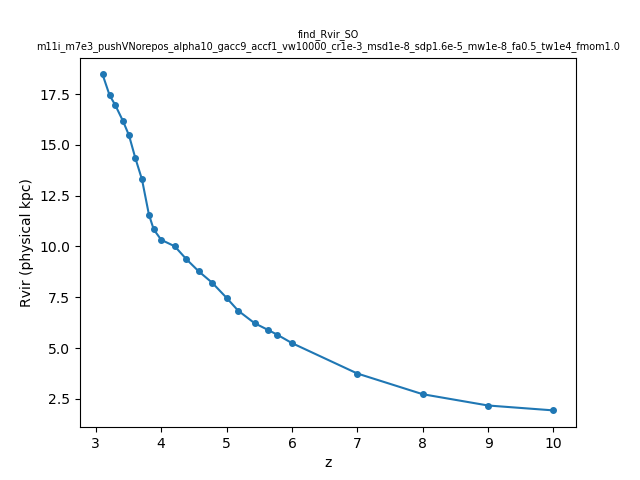 find_Rvir_SO
m11i_m7e3_pushVNorepos_alpha10_gacc9_accf1_vw10000_cr1e-3_msd1e-8_sdp1.6e-5_mw1e-8_fa0.5_tw1e4_fmom1.0
17.5
15.0
12.5
10.0
7.5
5.0
2.5
Rvir (physical kpc)
3 4 5 6 7 8 9 10
z